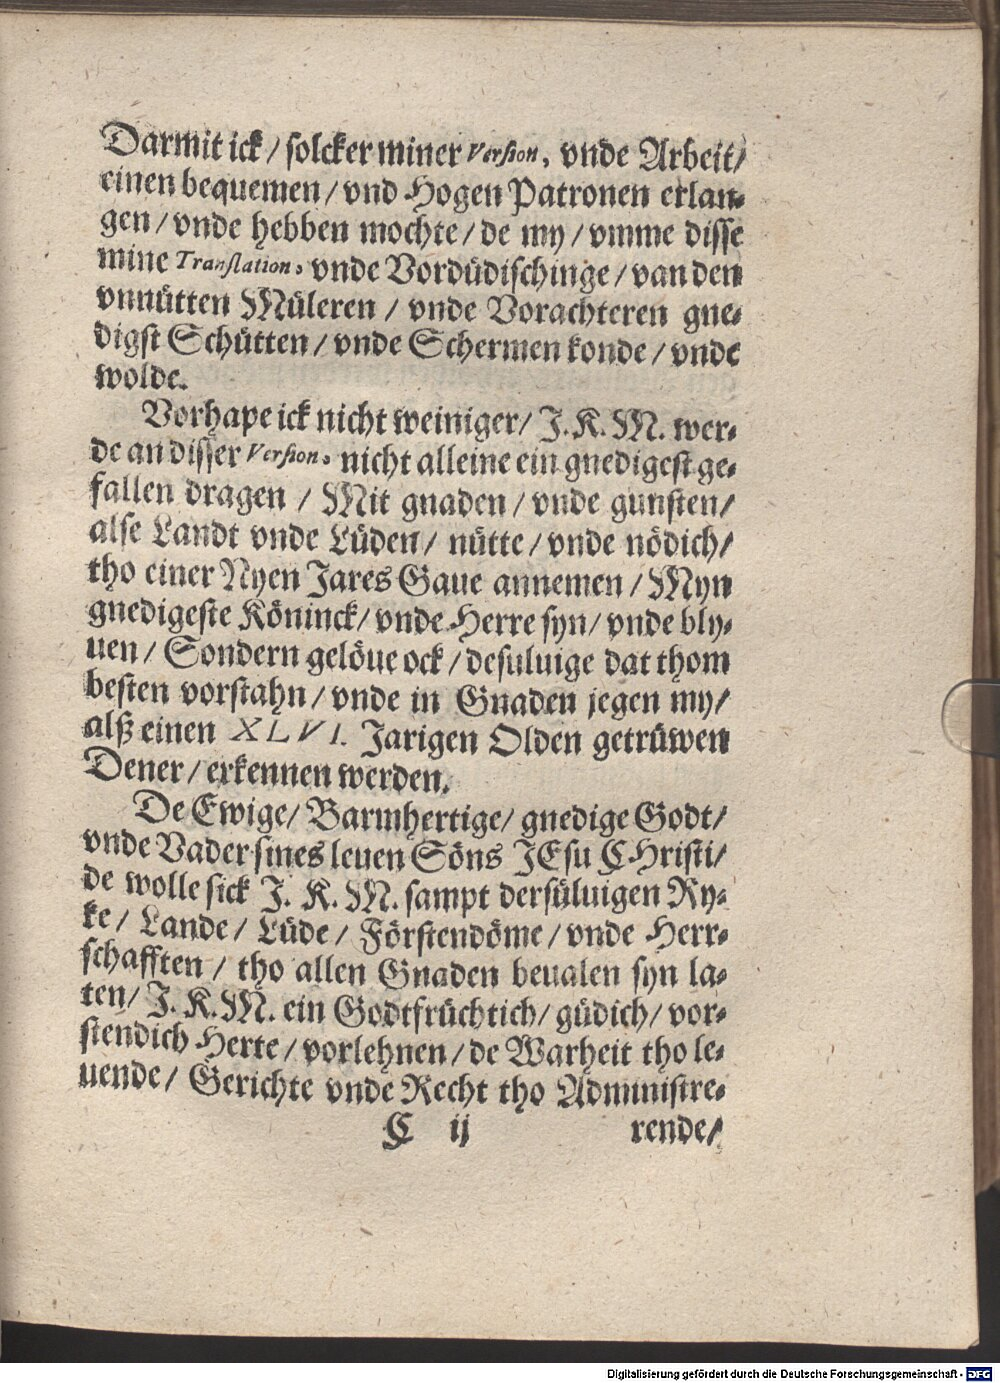 Darmit ick / solcker miner Version, vnde Arbeit/
einen bequemen / vnd Hogen Patronen erlan-
gen / vnde hebben mochte / de my / vmme disse
mine Translation, vnde Vordüdischinge / van den
vnnütten Müleren / vnde Vorachteren gne-
digst Schütten / vnde Schermen konde / vnde
wolde.
Vorhape ick nicht weiniger / J. K. M. wer-
de an disser Version, nicht alleine ein gnedigest ge-
fallen dragen / Mit gnaden / vnde gunsten /
alse Landt vnde Lüden / nütte / vnde nödich /
tho einer Nyen Jares Gaue annemen / Myn
gnedigeste Köninck / vnde Herre syn / vnde bly-
uen / Sondern gelöue ock / desuluige dat thom
besten vorstahn / vnde in Gnaden jegen my /
alß einen XLVI. Jarigen Olden getrüwen
Dener / erkennen werden.
De Ewige / Barmhertige / gnedige Godt /
vnde Vader sines leuen Söns JEsu CHristi /
de wolle sick J. K. M. sampt dersüluigen Ry-
ke / Lande / Lüde / Förstendöme / vnde Herr-
schafften / tho allen Gnaden beualen syn la-
ten / J. K. M. ein Godtfrüchtich / güdich / vor-
stendich Herte / vorlehnen / de Warheit tho le-
uende / Gerichte vnde Recht tho Administre-
C ij rende /
Digitalisierung gefördert durch die Deutsche Forschungsgemeinschaft - DFG